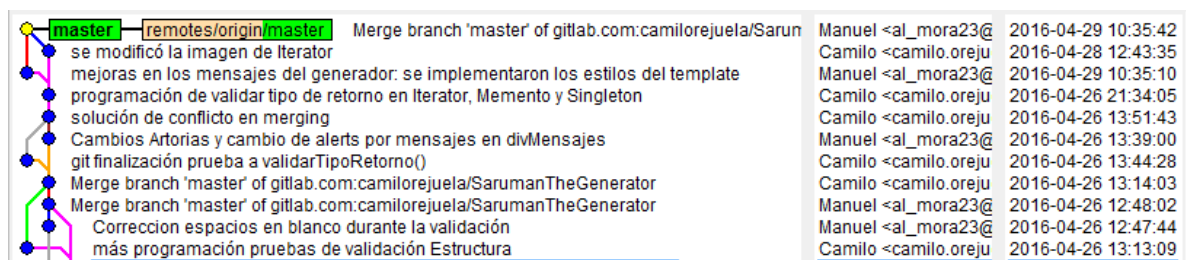 master remotes/origin/master Merge branch 'master' of gitlab.com:camilorejuela/Sarum Manuel <al_mora23@ 2016-04-29 10:35:42
se modificó la imagen de Iterator Camilo <camilo.oreju 2016-04-28 12:43:35
mejoras en los mensajes del generador: se implementaron los estilos del template Manuel <al_mora23@ 2016-04-29 10:35:10
programación de validar tipo de retorno en Iterator, Memento y Singleton Camilo <camilo.oreju 2016-04-26 21:34:05
solución de conflicto en merging Camilo <camilo.oreju 2016-04-26 13:51:43
Cambios Artorias y cambio de alerts por mensajes en divMensajes Manuel <al_mora23@ 2016-04-26 13:39:00
git finalización prueba a validarTipoRetorno() Camilo <camilo.oreju 2016-04-26 13:44:28
Merge branch 'master' of gitlab.com:camilorejuela/SarumanTheGenerator Camilo <camilo.oreju 2016-04-26 13:14:03
Merge branch 'master' of gitlab.com:camilorejuela/SarumanTheGenerator Manuel <al_mora23@ 2016-04-26 12:48:02
Correccion espacios en blanco durante la validación Manuel <al_mora23@ 2016-04-26 12:47:44
más programación pruebas de validación Estructura Camilo <camilo.oreju 2016-04-26 13:13:09